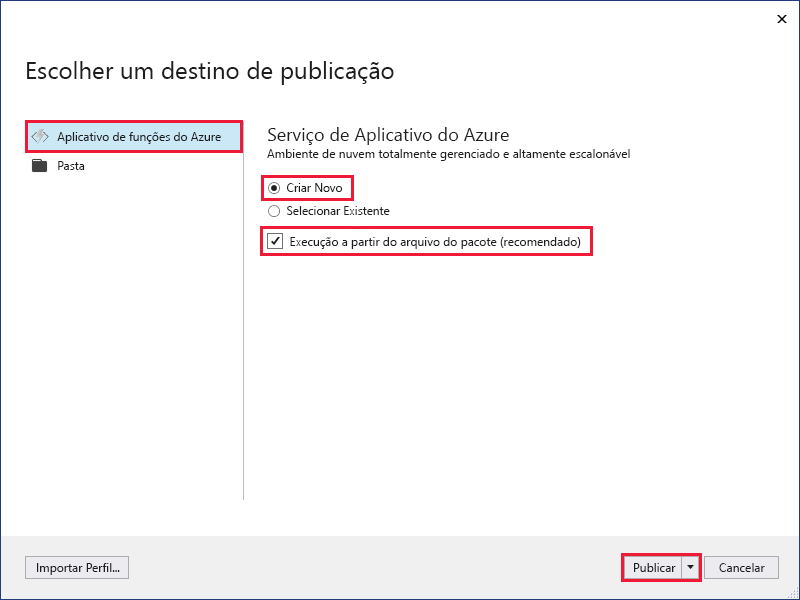 Escolher um destino de publicação
Aplicativo de funções do Azure
Pasta
Serviço de Aplicativo do Azure
Ambiente de nuvem totalmente gerenciado e altamente escalonável
Criar Novo
Selecionar Existente
Execução a partir do arquivo do pacote (recomendado)
Importar Perfil...
Publicar
Cancelar